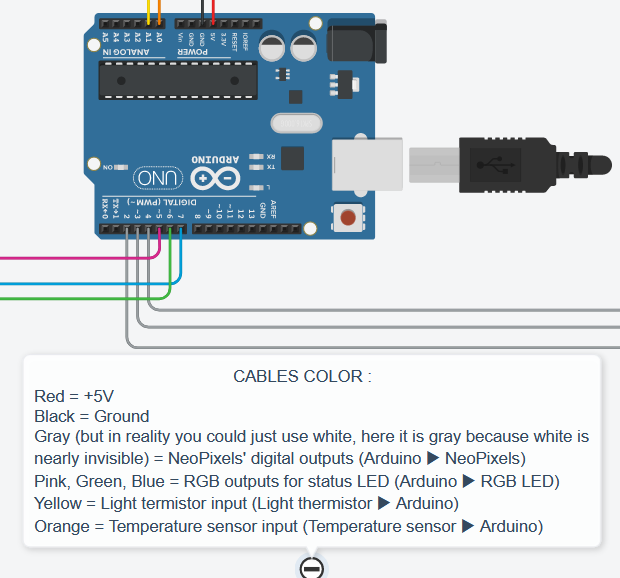 A5 A4 A3 A2 A1 A0 Vin GND GND 5V 3.3V RESET IOREF
ANALOG IN POWER
ARDUINO
UNO
ON
RX
TX
L
DIGITAL (PWM~)
RX←0 TX→1 2 ~3 4 ~5 ~6 7 8 ~9 ~10 ~11 12 13 GND AREF
CABLES COLOR :
Red = +5V
Black = Ground
Gray (but in reality you could just use white, here it is gray because white is
nearly invisible) = NeoPixels' digital outputs (Arduino ▶ NeoPixels)
Pink, Green, Blue = RGB outputs for status LED (Arduino ▶ RGB LED)
Yellow = Light termistor input (Light thermistor ▶ Arduino)
Orange = Temperature sensor input (Temperature sensor ▶ Arduino)